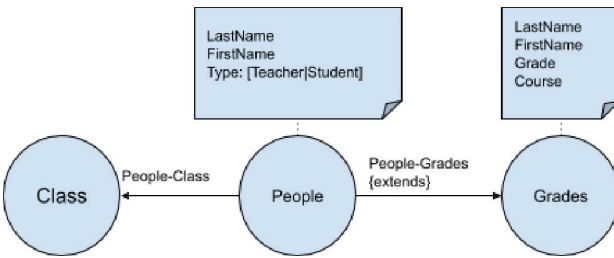 LastName
FirstName
Type: [Teacher|Student]
LastName
FirstName
Grade
Course
Class
People-Class
People
People-Grades
{extends}
Grades